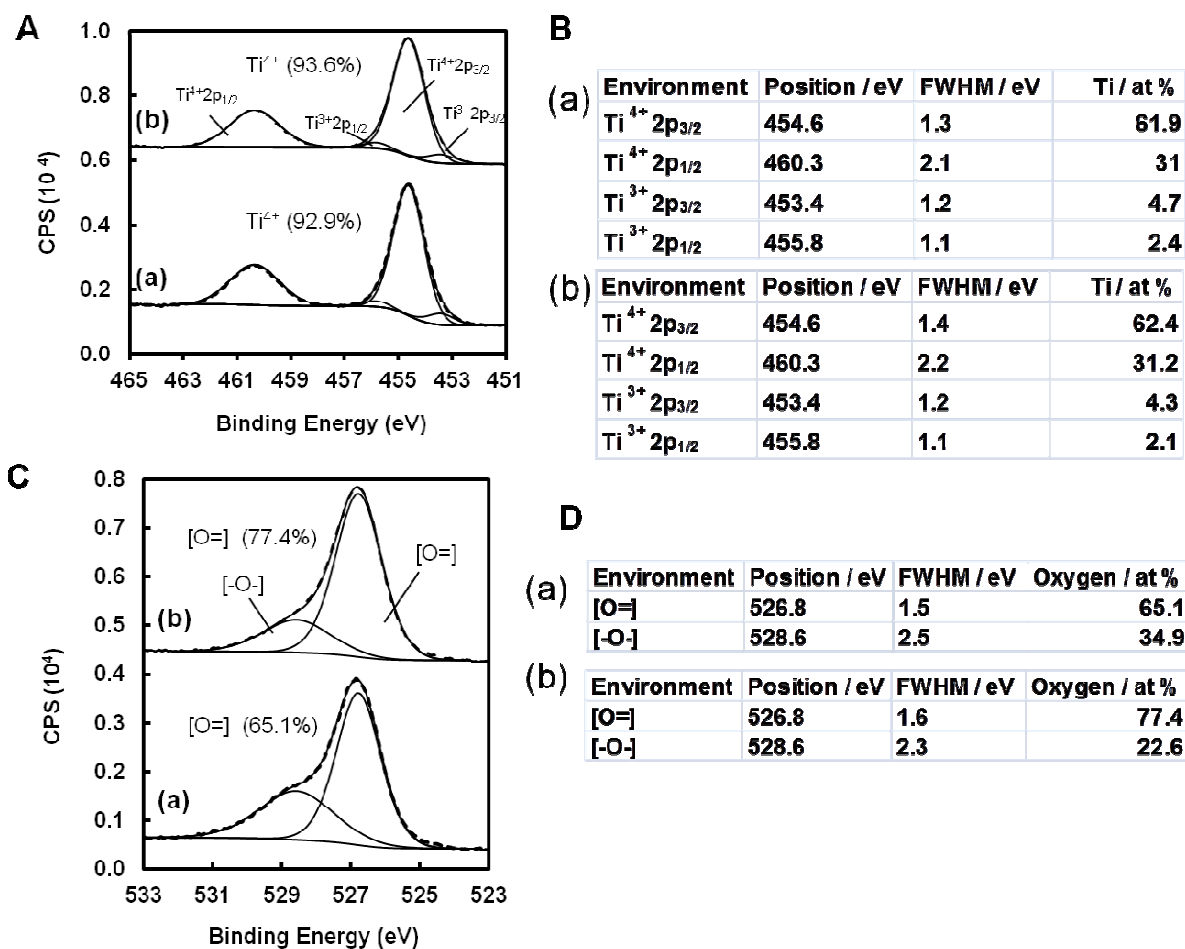 A
1.0
0.8
0.6
0.4
0.2
0.0
CPS (10 4)
Ti4+ (93.6%)
Ti4+2p3/2
Ti4+2p1/2
Ti3+2p1/2
Ti3 2p3/2
(b)
Ti4+ (92.9%)
(a)
465 463 461 459 457 455 453 451
Binding Energy (eV)
B
(a)
Environment Position / eV FWHM / eV Ti / at %
Ti 4+ 2p3/2 454.6 1.3 61.9
Ti 4+ 2p1/2 460.3 2.1 31
Ti 3+ 2p3/2 453.4 1.2 4.7
Ti 3+ 2p1/2 455.8 1.1 2.4
(b)
Environment Position / eV FWHM / eV Ti / at %
Ti 4+ 2p3/2 454.6 1.4 62.4
Ti 4+ 2p1/2 460.3 2.2 31.2
Ti 3+ 2p3/2 453.4 1.2 4.3
Ti 3+ 2p1/2 455.8 1.1 2.1
C
0.8
0.7
0.6
0.5
0.4
0.3
0.2
0.1
0.0
CPS (104)
[O=] (77.4%)
[O=]
[-O-]
(b)
[O=] (65.1%)
(a)
533 531 529 527 525 523
Binding Energy (eV)
D
(a)
Environment Position / eV FWHM / eV Oxygen / at %
[O=] 526.8 1.5 65.1
[-O-] 528.6 2.5 34.9
(b)
Environment Position / eV FWHM / eV Oxygen / at %
[O=] 526.8 1.6 77.4
[-O-] 528.6 2.3 22.6